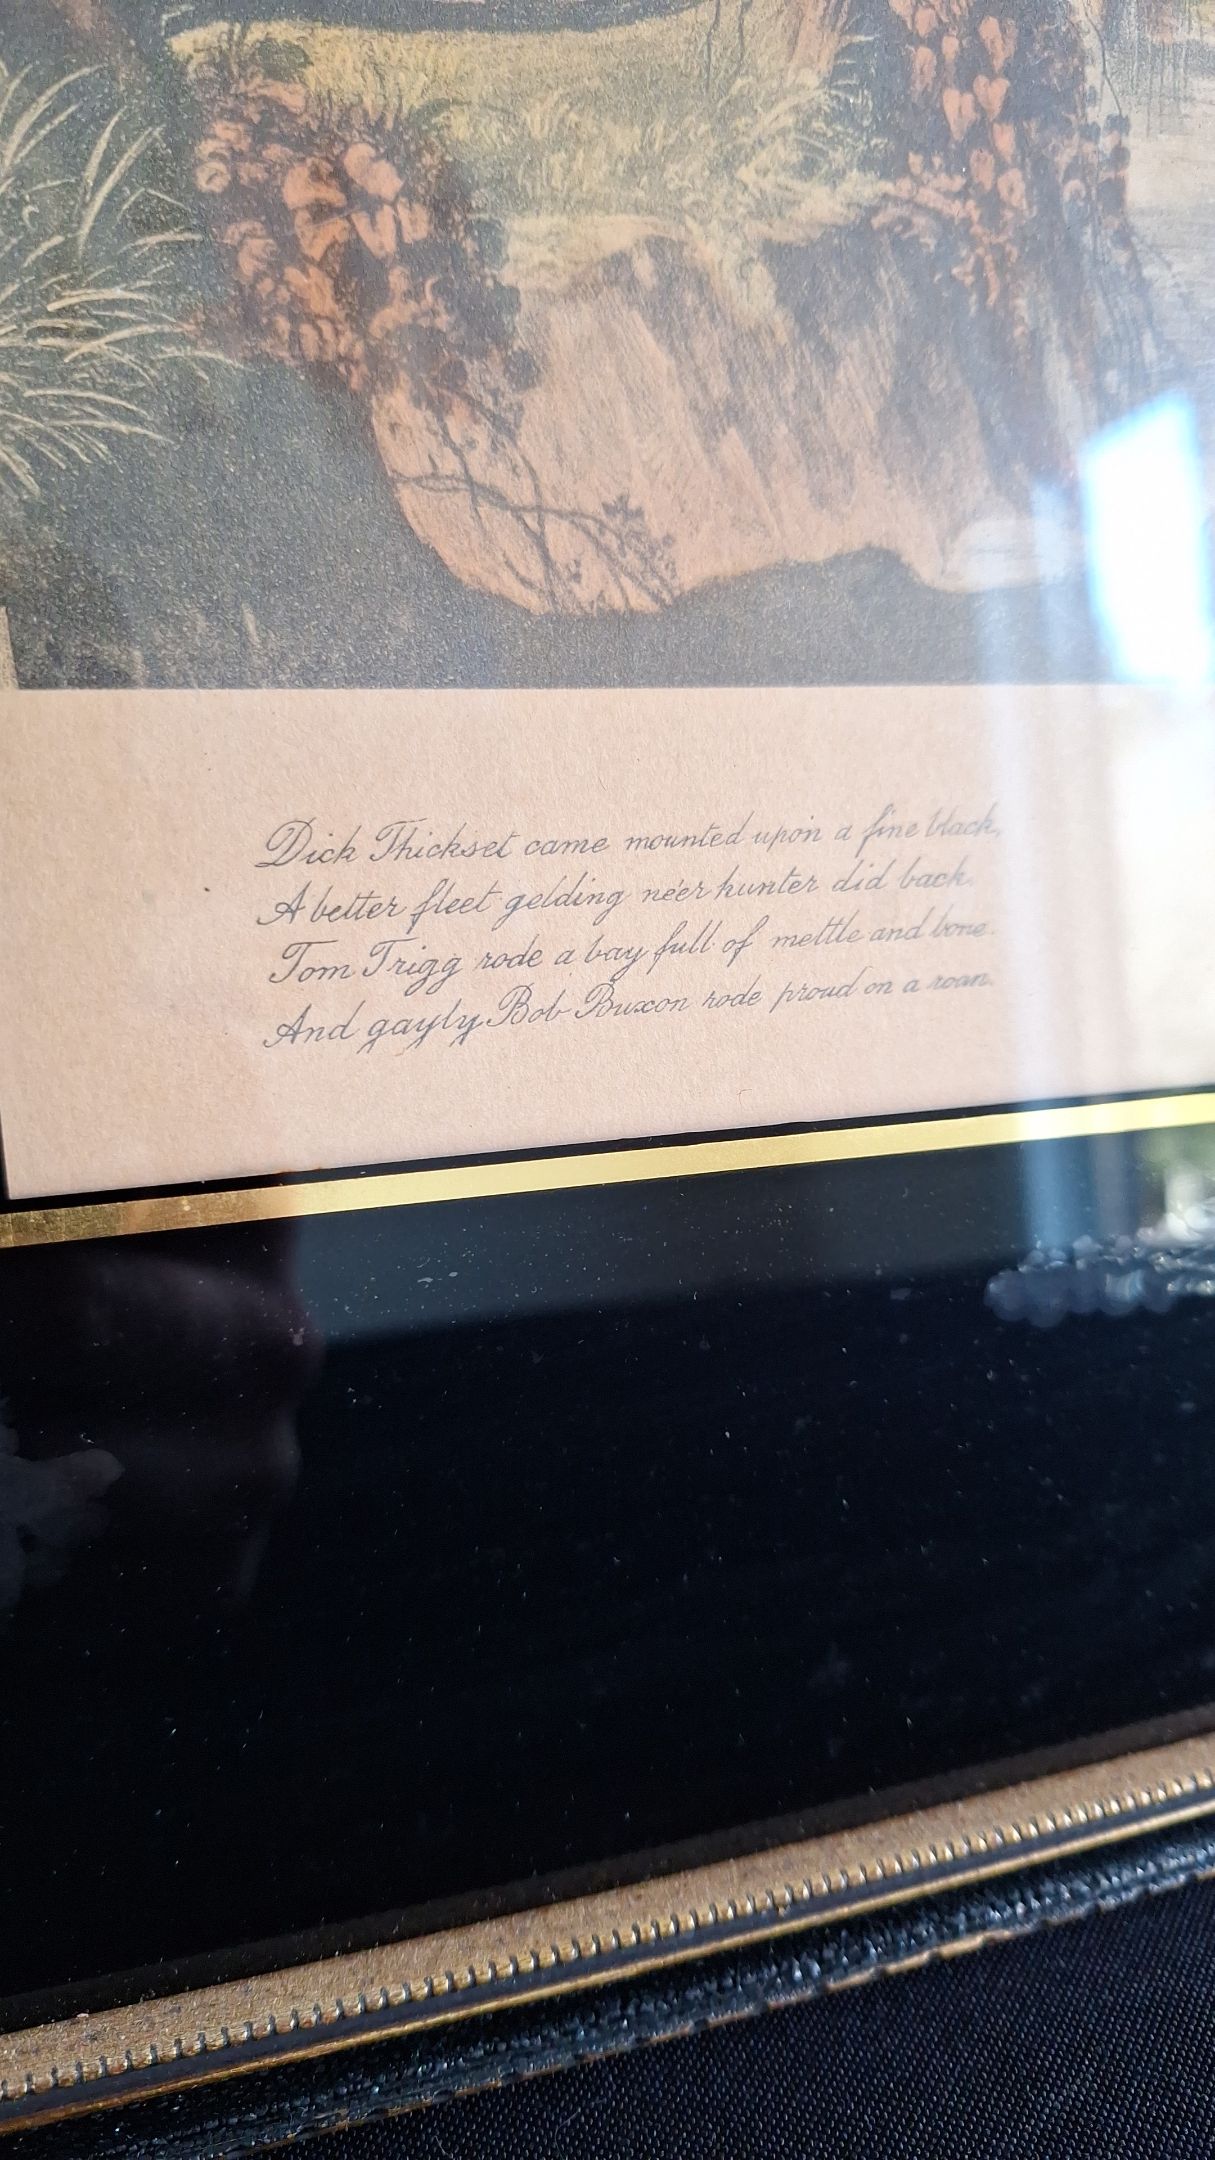 Dick Thickset came mounted upon a fine black,
A better fleet gelding ne'er hunter did back.
Tom Trigg rode a bay full of mettle and bone.
And gayly Bob Buxon rode proud on a roan.